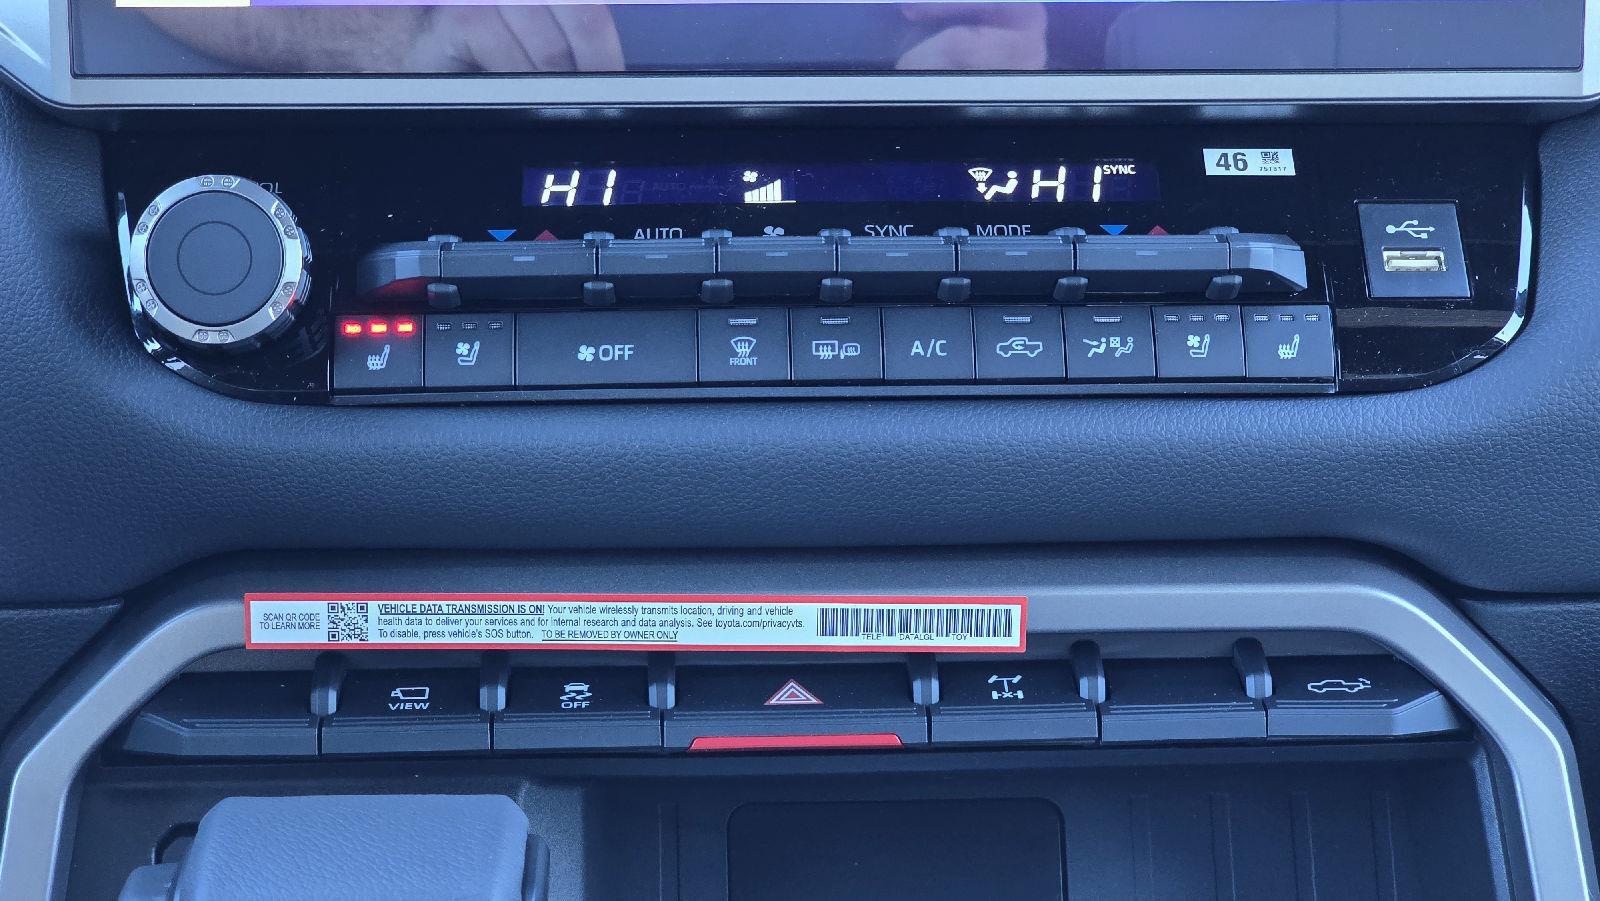 HI
HI
SYNC
46
AUTO
SYNC
MODE
OFF
FRONT
A/C
SCAN QR CODE
TO LEARN MORE
VEHICLE DATA TRANSMISSION IS ON! Your vehicle wirelessly transmits location, driving and vehicle
health data to deliver your services and for internal research and data analysis. See toyota.com/privacyvts.
To disable, press vehicle's SOS button. TO BE REMOVED BY OWNER ONLY
TELE DATALGL TOY
VIEW
OFF